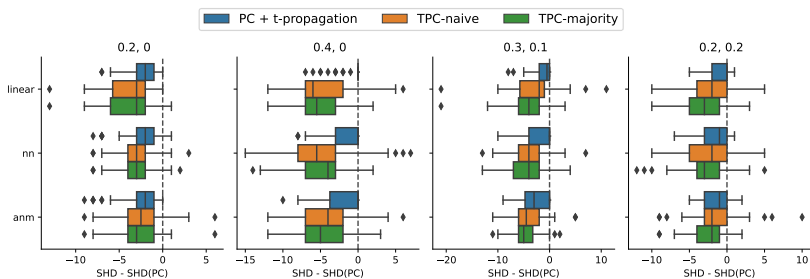 PC + t-propagation TPC-naive TPC-majority
0.2, 0 0.4, 0 0.3, 0.1 0.2, 0.2
linear
nn
anm
−10 −5 0 5 −15 −10 −5 0 5 −20 −10 0 10 −10 −5 0 5 10
SHD - SHD(PC) SHD - SHD(PC) SHD - SHD(PC) SHD - SHD(PC)